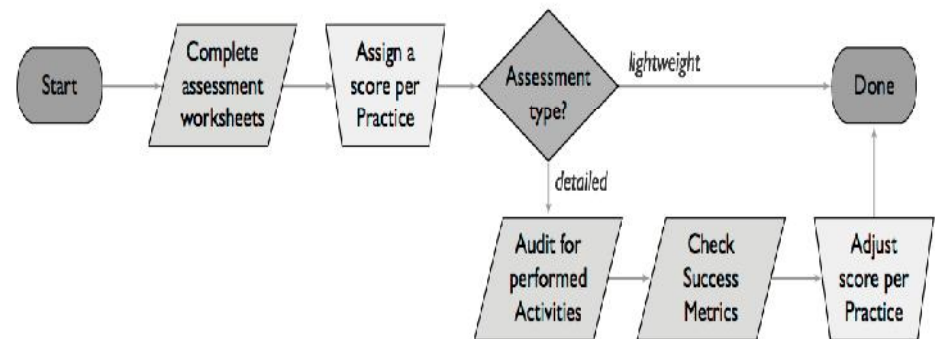 Start
Complete
assessment
worksheets
Assign a
score per
Practice
Assessment
type?
lightweight
Done
detailed
Audit for
performed
Activities
Check
Success
Metrics
Adjust
score per
Practice